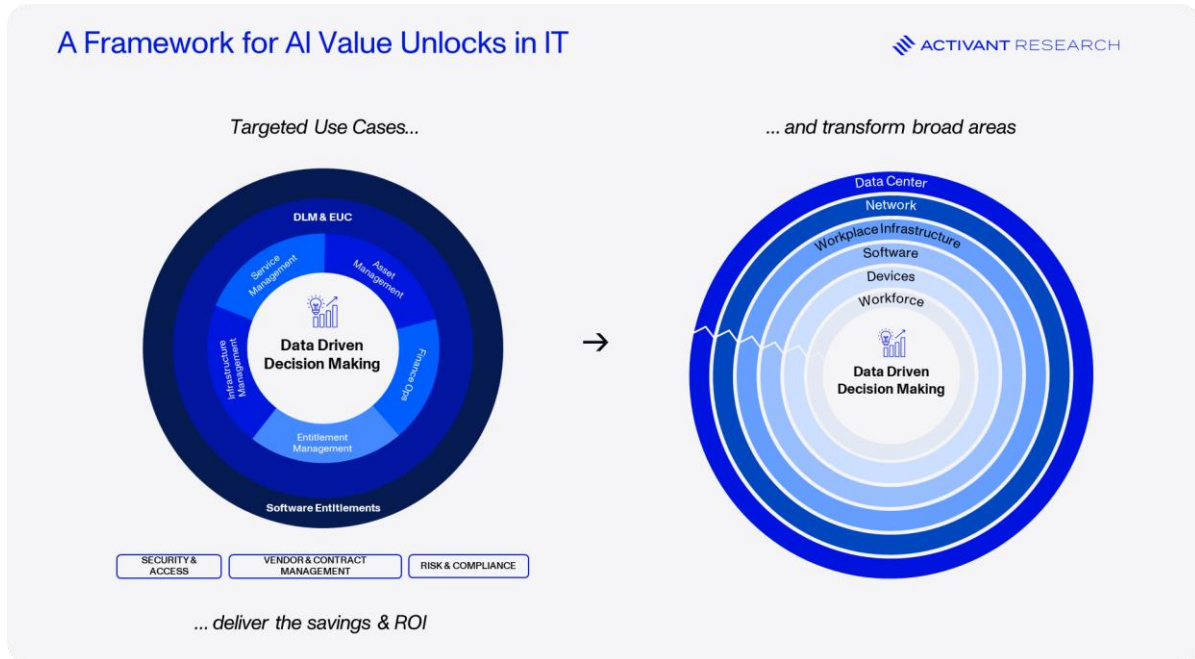 A Framework for AI Value Unlocks in IT
ACTIVANT RESEARCH
Targeted Use Cases...
DLM & EUC
Service
Management
Asset
Management
Infrastructure
Management
Finance Ops
Entitlement
Management
Data Driven
Decision Making
Software Entitlements
SECURITY &
ACCESS
VENDOR & CONTRACT
MANAGEMENT
RISK & COMPLIANCE
... deliver the savings & ROI
→
... and transform broad areas
Data Center
Network
Workplace Infrastructure
Software
Devices
Workforce
Data Driven
Decision Making